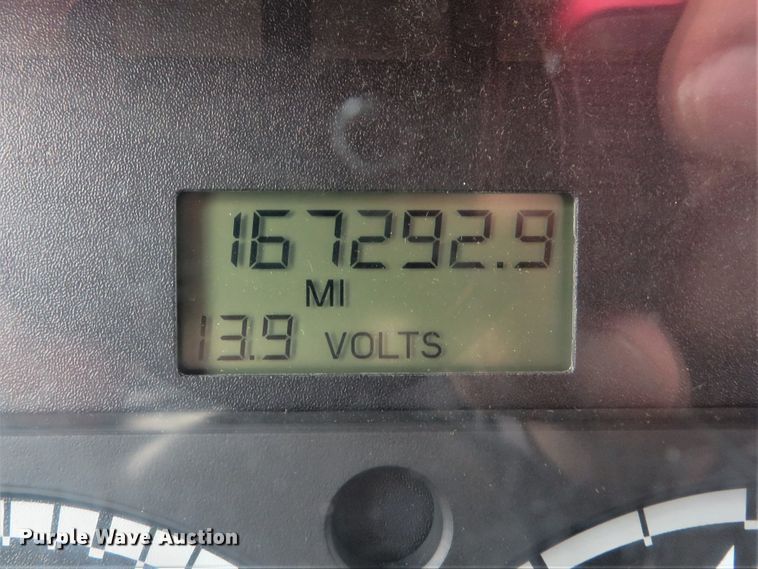 167292.9
MI
13.9 VOLTS
Purple Wave Auction